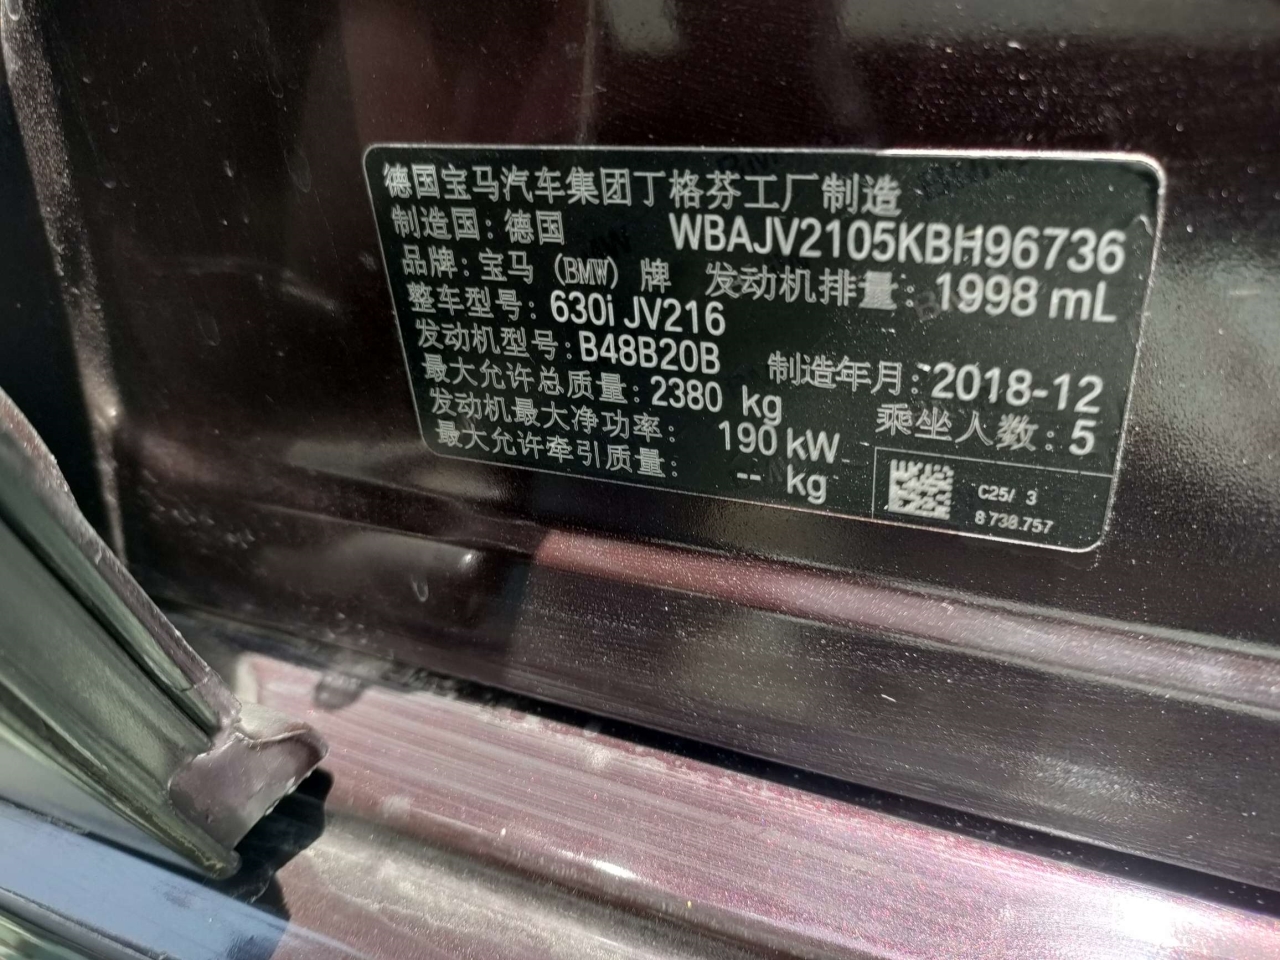 德国宝马汽车集团丁格芬工厂制造
制造国：德国 WBAJV2105KBH96736
品牌：宝马 (BMW) 牌 发动机排量：1998 mL
整车型号：630i JV216
发动机型号：B48B20B 制造年月：2018-12
最大允许总质量：2380 kg 乘坐人数：5
发动机最大净功率： 190 kW
最大允许牵引质量： -- kg
C25/ 3
8 738.757